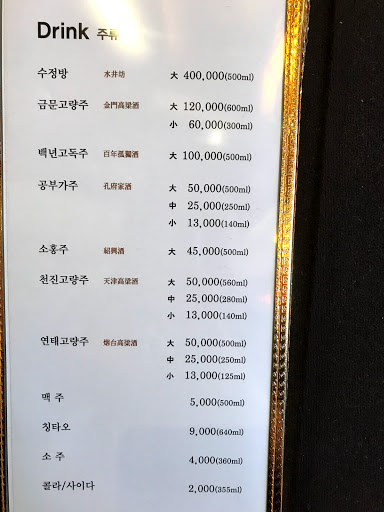 Drink 주류
수정방 水井坊 大 400,000(500ml)
금문고량주 金門高粱酒 大 120,000(600ml)
小 60,000(300ml)
백년고독주 百年孤獨酒 大 100,000(500ml)
공부가주 孔府家酒 大 50,000(500ml)
中 25,000(250ml)
小 13,000(140ml)
소홍주 紹興酒 大 45,000(500ml)
천진고량주 天津高粱酒 大 50,000(560ml)
中 25,000(280ml)
小 13,000(140ml)
연태고량주 烟台高粱酒 大 50,000(500ml)
中 25,000(250ml)
小 13,000(125ml)
맥 주 5,000(500ml)
칭타오 9,000(640ml)
소 주 4,000(360ml)
콜라/사이다 2,000(355ml)